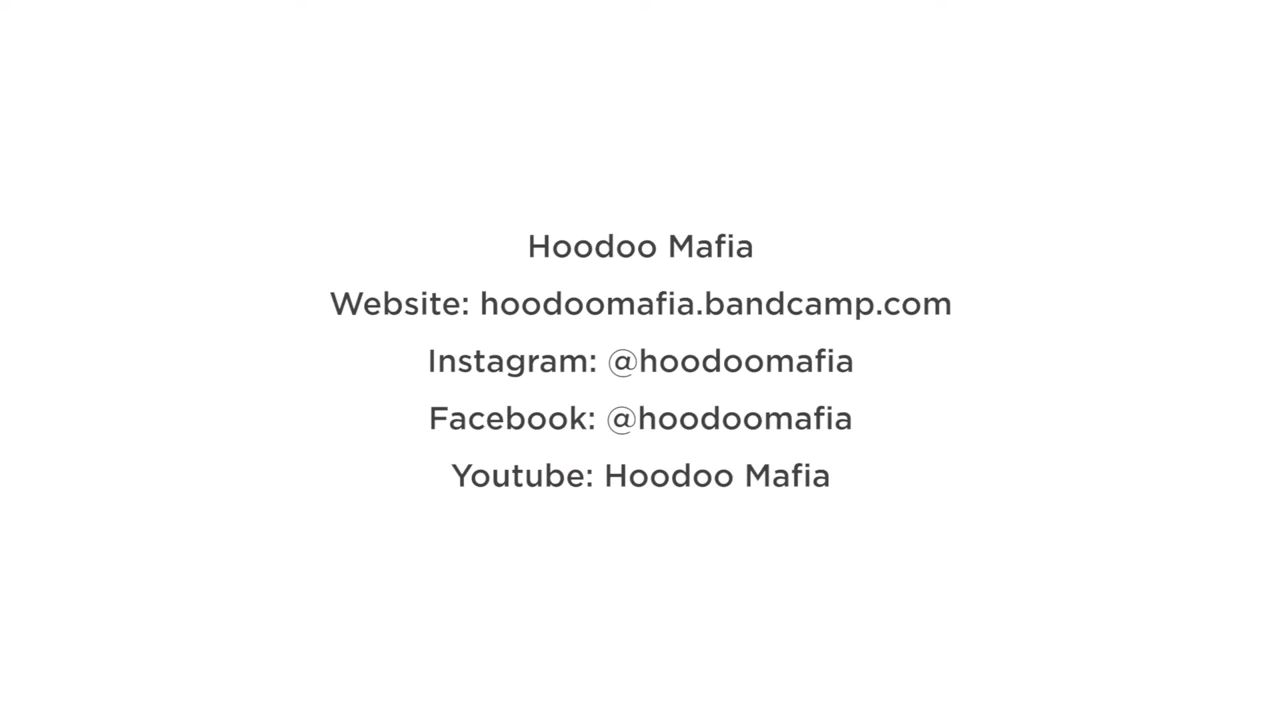 Hoodoo Mafia
Website: hoodoomafia.bandcamp.com
Instagram: @hoodoomafia
Facebook: @hoodoomafia
Youtube: Hoodoo Mafia